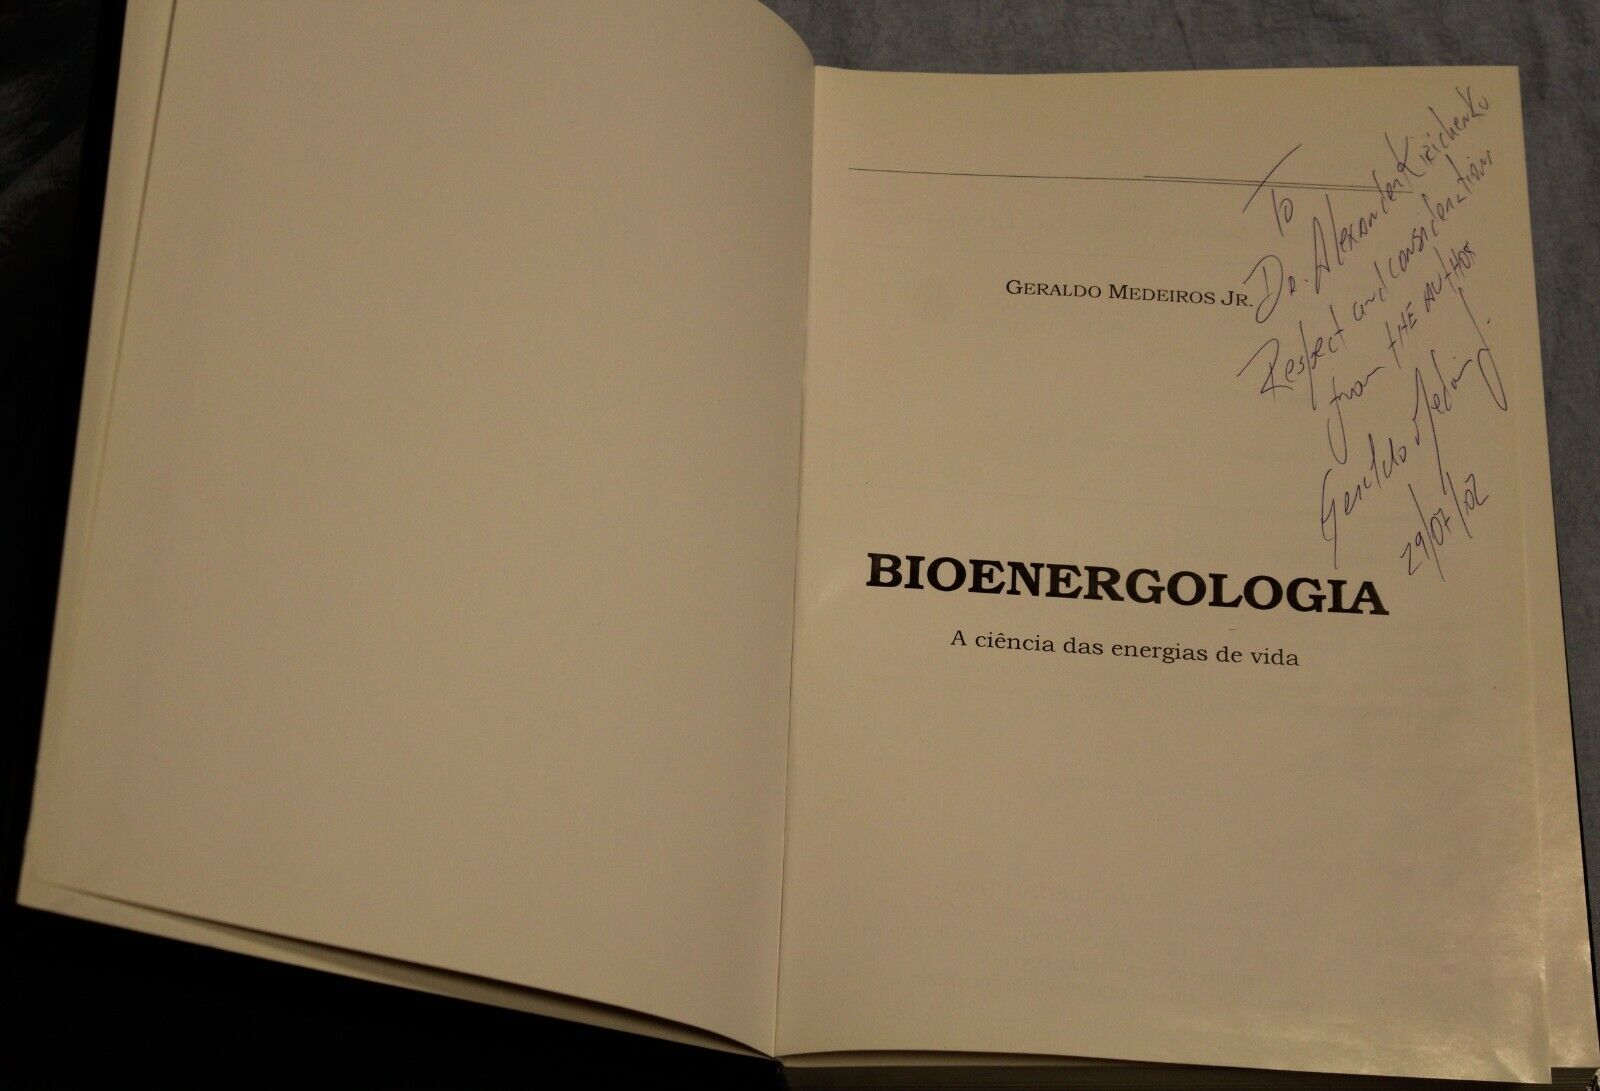 To
Dr. Alexander Kirichenko
Respect and consideration
from THE AUTHOR
Geraldo Medeiros J.
29/07/02
GERALDO MEDEIROS JR.
BIOENERGOLOGIA
A ciência das energias de vida